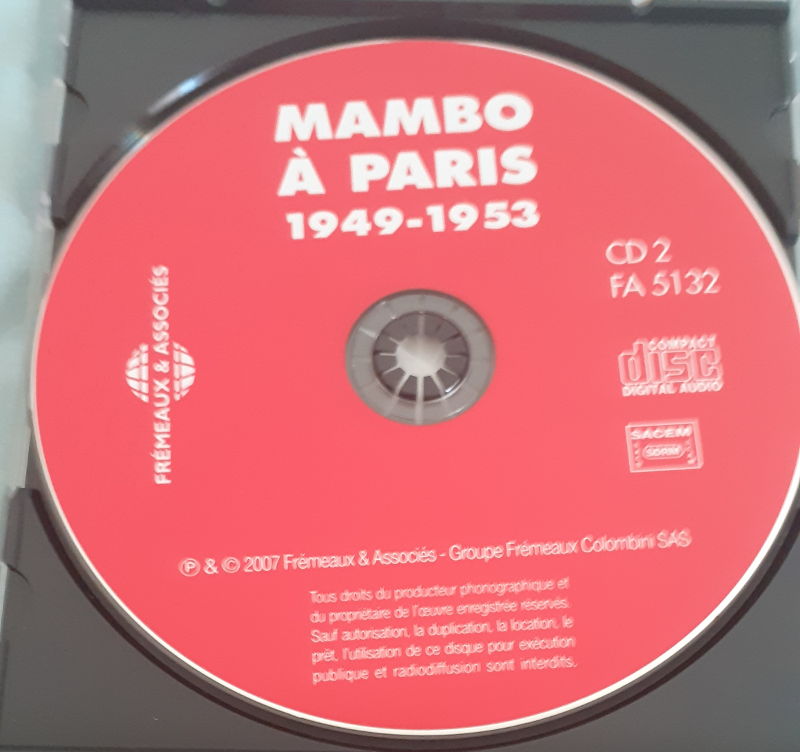 MAMBO
À PARIS
1949-1953
CD 2
FA 5132
FRÉMEAUX & ASSOCIÉS
COMPACT
disc
DIGITAL AUDIO
SACEM
SDRM
℗ & © 2007 Frémeaux & Associés - Groupe Frémeaux Colombini SAS
Tous droits du producteur phonographique et
du propriétaire de l'œuvre enregistrée réservés.
Sauf autorisation, la duplication, la location, le
prêt, l'utilisation de ce disque pour exécution
publique et radiodiffusion sont interdits.